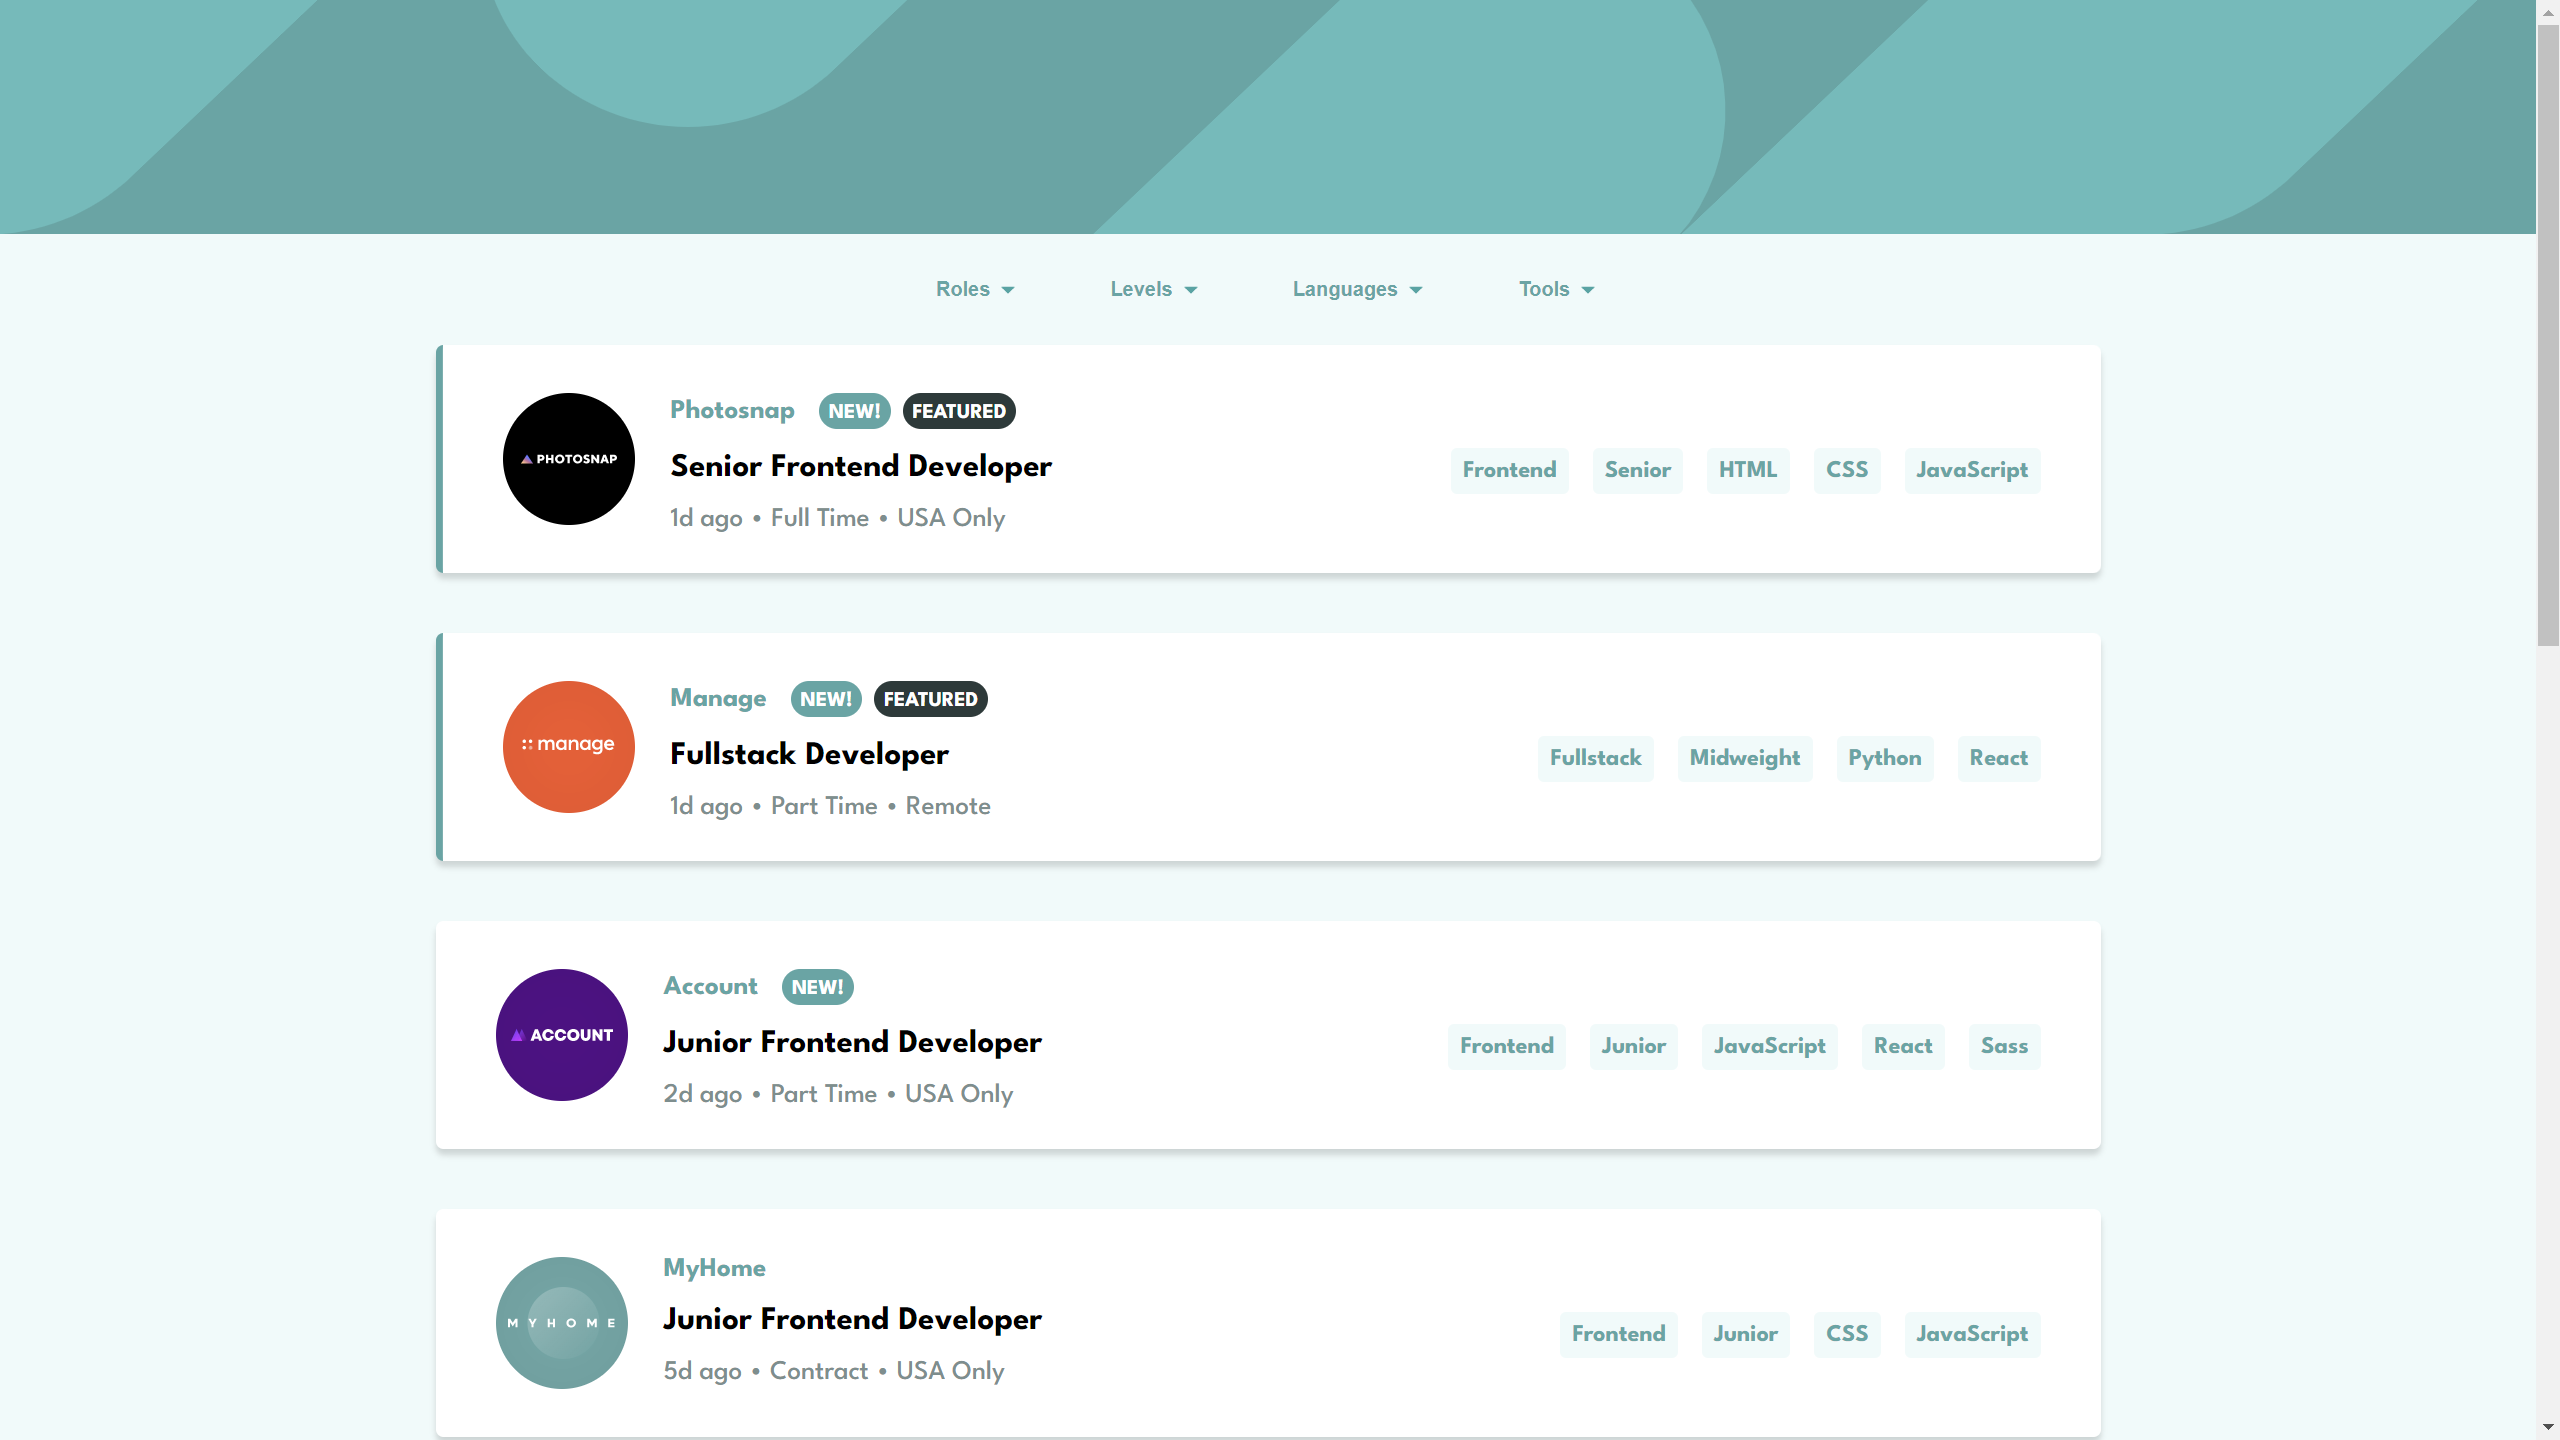 Roles Levels Languages Tools
PHOTOSNAP
Photosnap NEW! FEATURED
Senior Frontend Developer
1d ago • Full Time • USA Only
Frontend Senior HTML CSS JavaScript
manage
Manage NEW! FEATURED
Fullstack Developer
1d ago • Part Time • Remote
Fullstack Midweight Python React
ACCOUNT
Account NEW!
Junior Frontend Developer
2d ago • Part Time • USA Only
Frontend Junior JavaScript React Sass
MYHOME
MyHome
Junior Frontend Developer
5d ago • Contract • USA Only
Frontend Junior CSS JavaScript